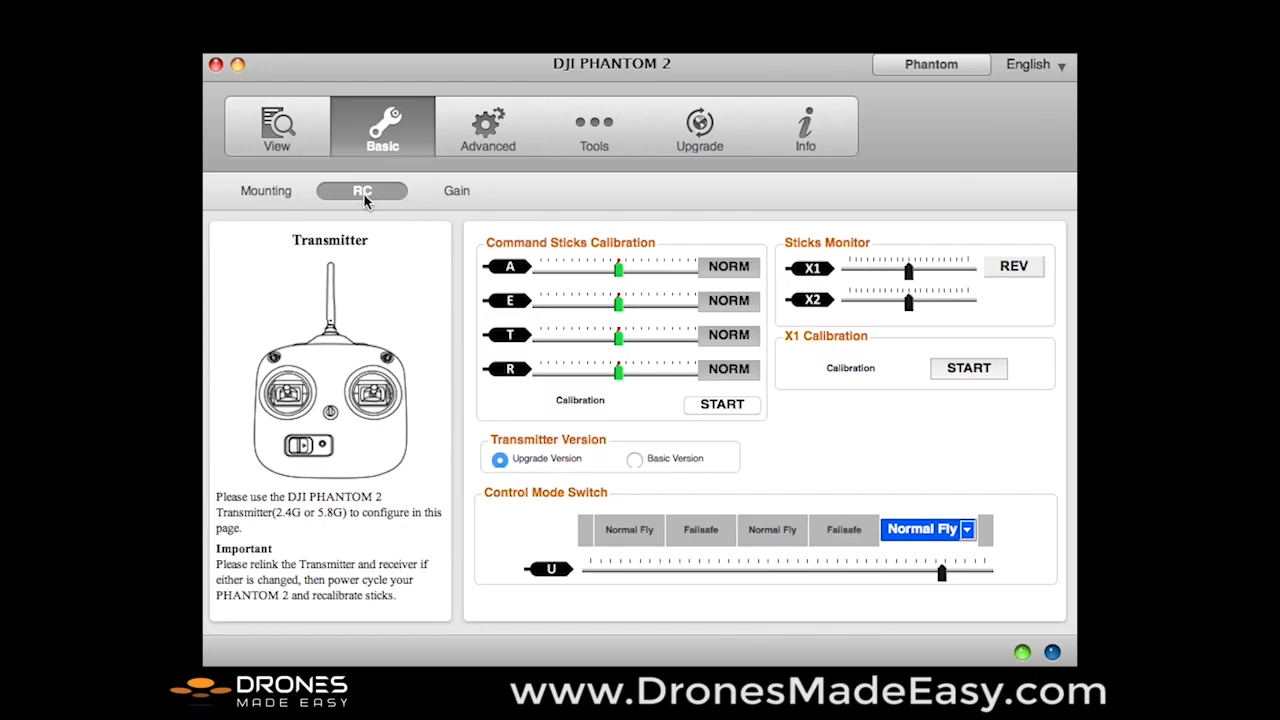 DJI PHANTOM 2
Phantom
English
View
Basic
Advanced
Tools
Upgrade
Info
Mounting
RC
Gain
Transmitter
Please use the DJI PHANTOM 2
Transmitter(2.4G or 5.8G) to configure in this
page.
Important
Please relink the Transmitter and receiver if
either is changed, then power cycle your
PHANTOM 2 and recalibrate sticks.
Command Sticks Calibration
A NORM
E NORM
T NORM
R NORM
Calibration START
Sticks Monitor
X1 REV
X2
X1 Calibration
Calibration START
Transmitter Version
Upgrade Version Basic Version
Control Mode Switch
Normal Fly Failsafe Normal Fly Failsafe Normal Fly
U
DRONES
MADE EASY
www.DronesMadeEasy.com